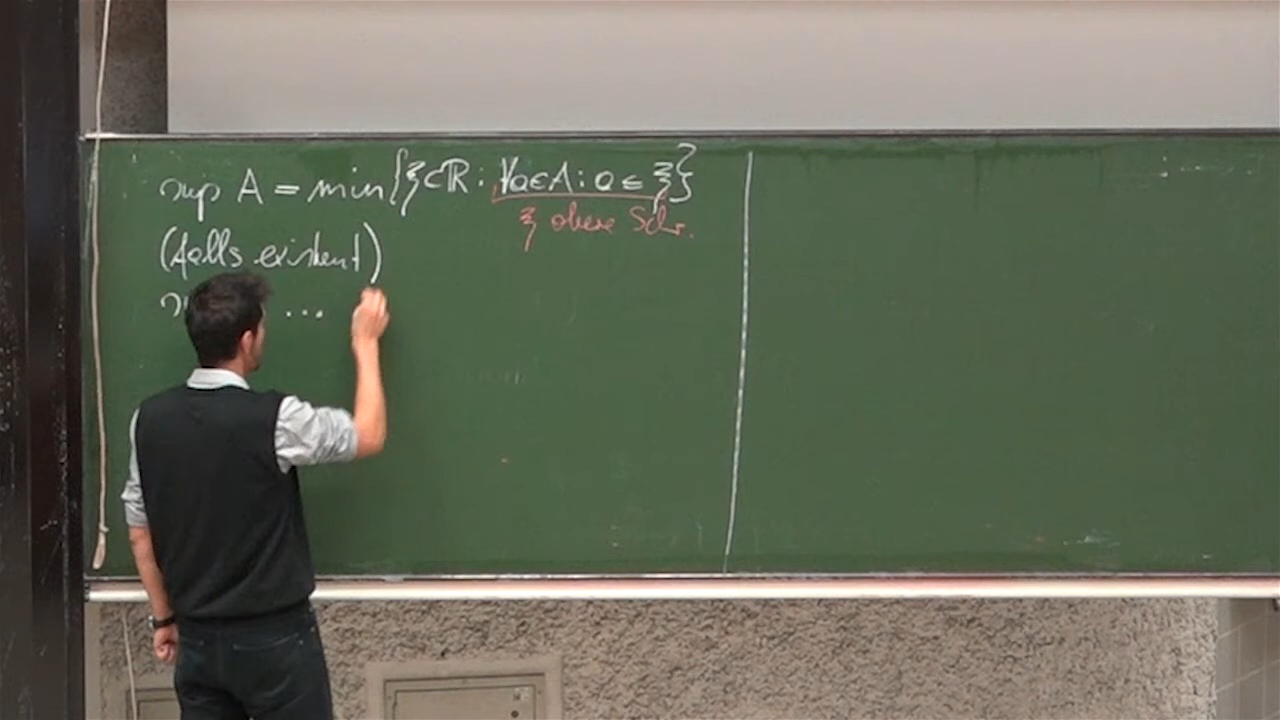 sup A = min{ξ∈ℝ : ∀a∈A : a ≤ ξ}
ξ obere Schr.
(falls existent)
...